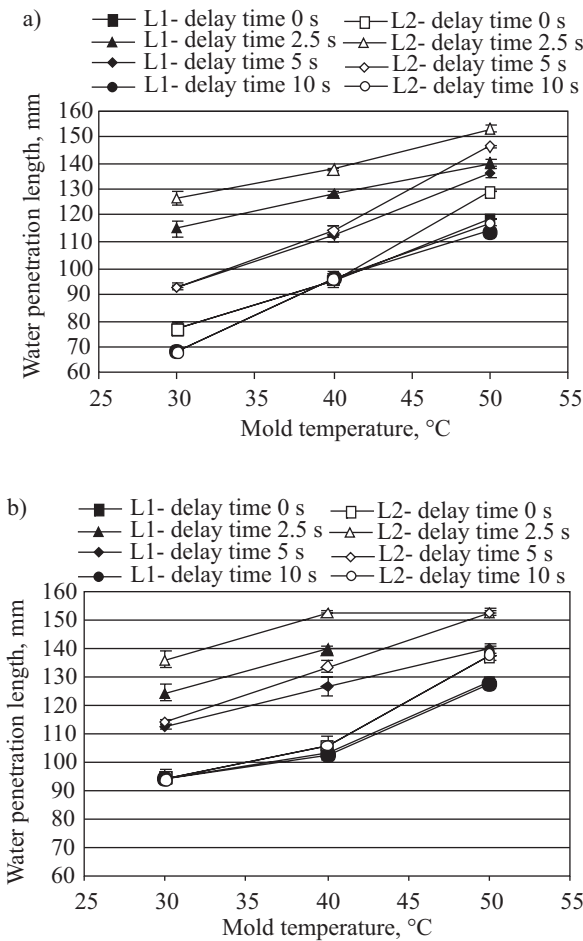 a)
L1- delay time 0 s
L2- delay time 0 s
L1- delay time 2.5 s
L2- delay time 2.5 s
L1- delay time 5 s
L2- delay time 5 s
L1- delay time 10 s
L2- delay time 10 s
Water penetration length, mm
160
150
140
130
120
110
100
90
80
70
60
25 30 35 40 45 50 55
Mold temperature, °C
b)
L1- delay time 0 s
L2- delay time 0 s
L1- delay time 2.5 s
L2- delay time 2.5 s
L1- delay time 5 s
L2- delay time 5 s
L1- delay time 10 s
L2- delay time 10 s
Water penetration length, mm
160
150
140
130
120
110
100
90
80
70
60
25 30 35 40 45 50 55
Mold temperature, °C